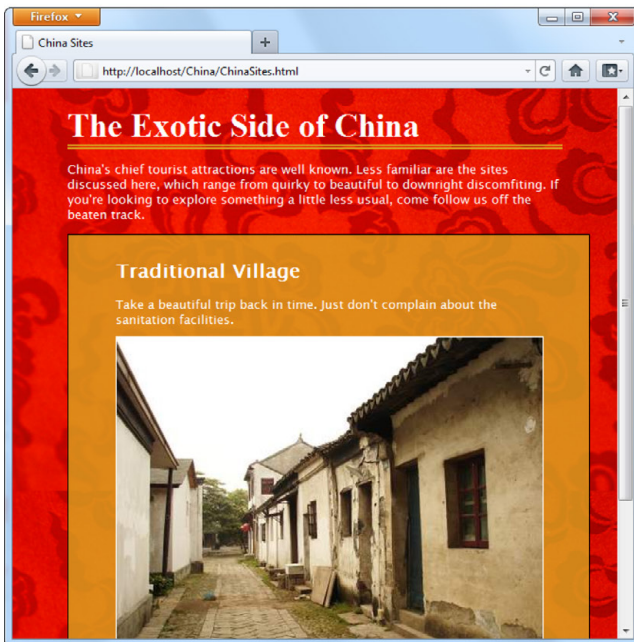 Firefox
China Sites
http://localhost/China/ChinaSites.html
The Exotic Side of China
China's chief tourist attractions are well known. Less familiar are the sites
discussed here, which range from quirky to beautiful to downright discomfiting. If
you're looking to explore something a little less usual, come follow us off the
beaten track.
Traditional Village
Take a beautiful trip back in time. Just don't complain about the
sanitation facilities.